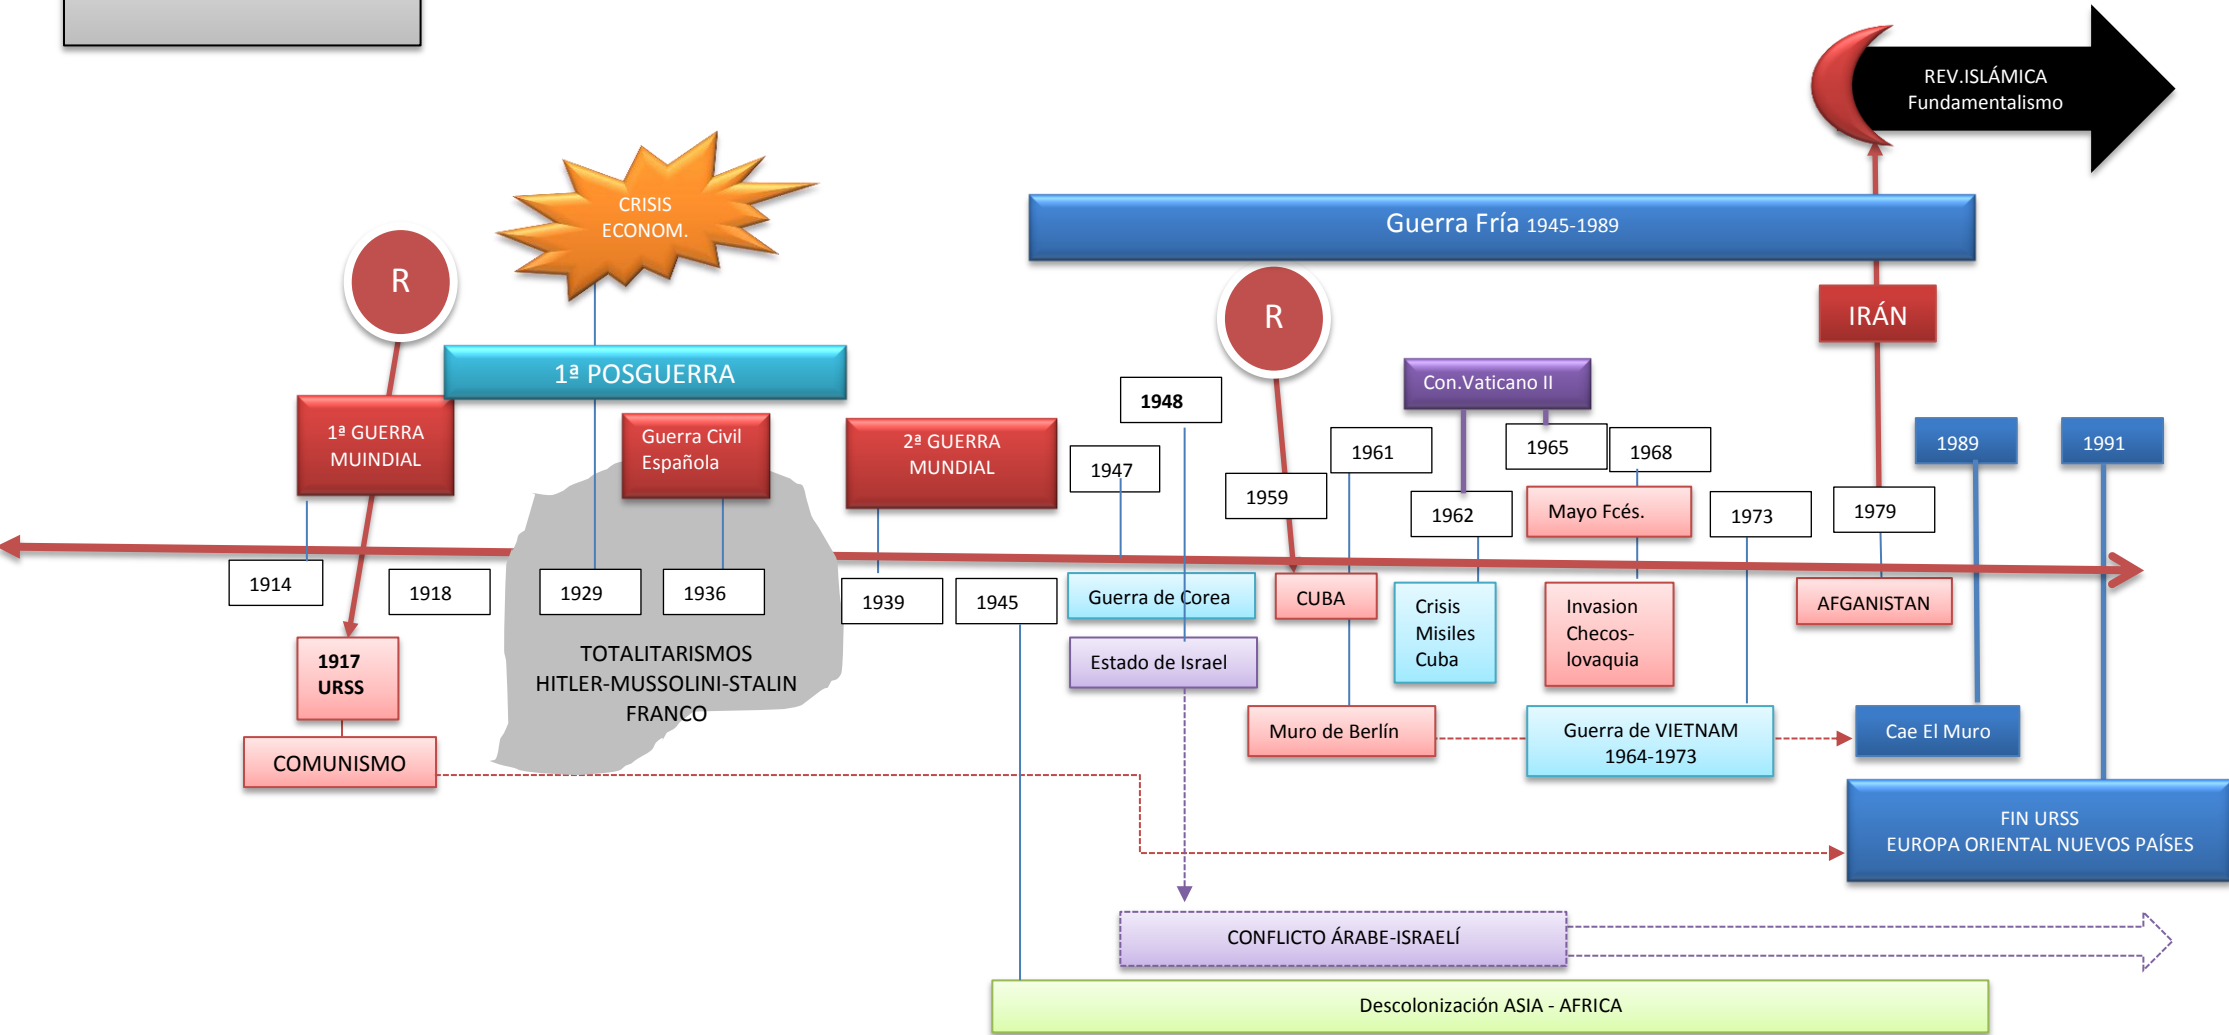 REV.ISLÁMICA
Fundamentalismo
CRISIS
ECONOM.
Guerra Fría 1945-1989
R
R
IRÁN
1ª POSGUERRA
Con.Vaticano II
1948
1ª GUERRA
MUINDIAL
Guerra Civil
Española
2ª GUERRA
MUNDIAL
1947
1959
1961
1962
1965
1968
Mayo Fcés.
1973
1979
1989
1991
1914
1918
1929
1936
1939
1945
Guerra de Corea
CUBA
Crisis
Misiles
Cuba
Invasion
Checos-
lovaquia
AFGANISTAN
1917
URSS
TOTALITARISMOS
HITLER-MUSSOLINI-STALIN
FRANCO
Estado de Israel
Muro de Berlín
Guerra de VIETNAM
1964-1973
Cae El Muro
COMUNISMO
FIN URSS
EUROPA ORIENTAL NUEVOS PAÍSES
CONFLICTO ÁRABE-ISRAELÍ
Descolonización ASIA - AFRICA